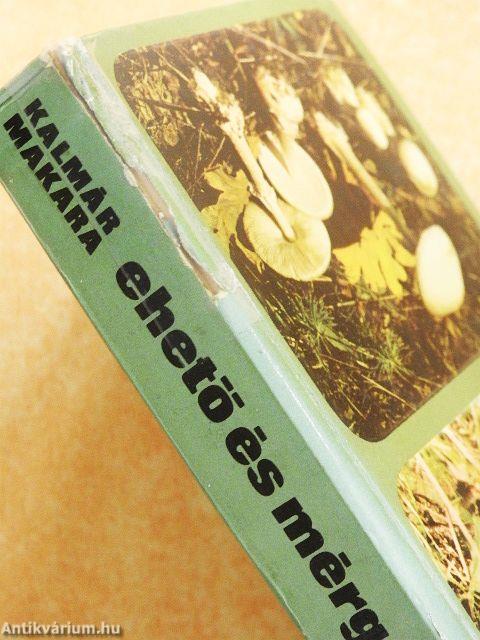 KALMÁR
MAKARA
ehető és mérg
Antikvárium.hu